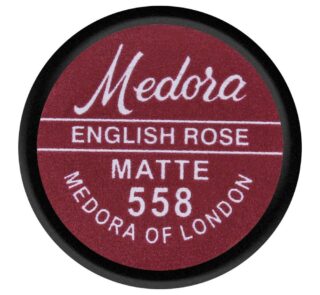 Medora
ENGLISH ROSE
MATTE
558
MEDORA OF LONDON